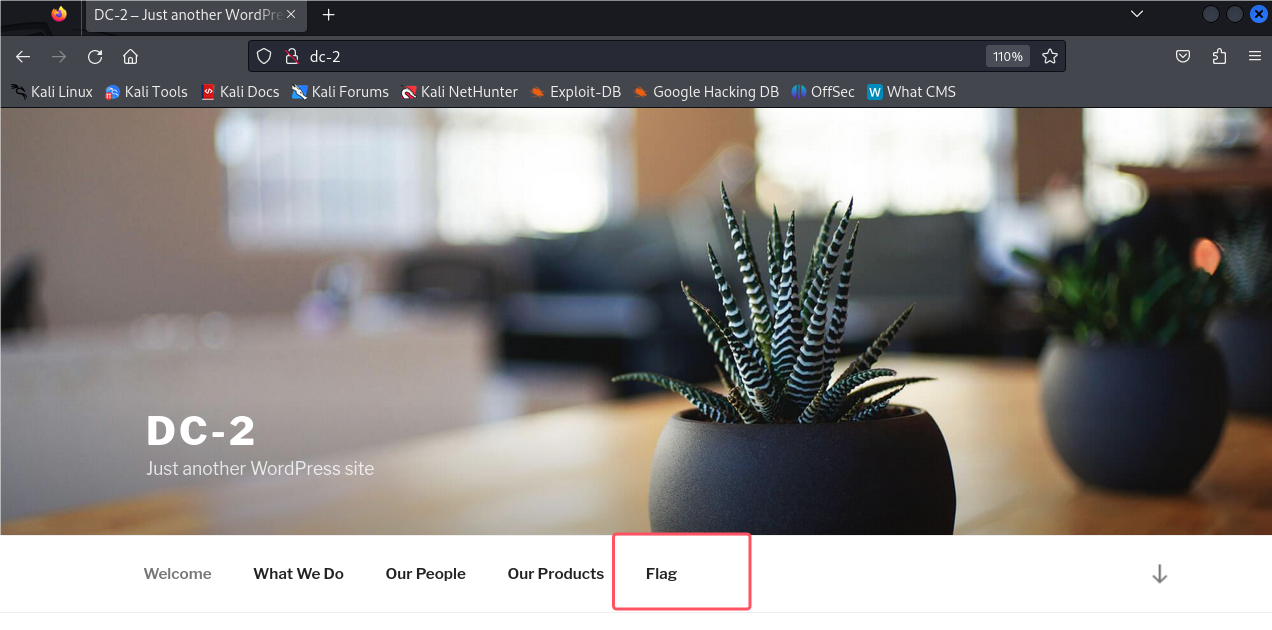 DC-2 – Just another WordPre
dc-2
110%
Kali Linux Kali Tools Kali Docs Kali Forums Kali NetHunter Exploit-DB Google Hacking DB OffSec W What CMS
DC-2
Just another WordPress site
Welcome What We Do Our People Our Products Flag